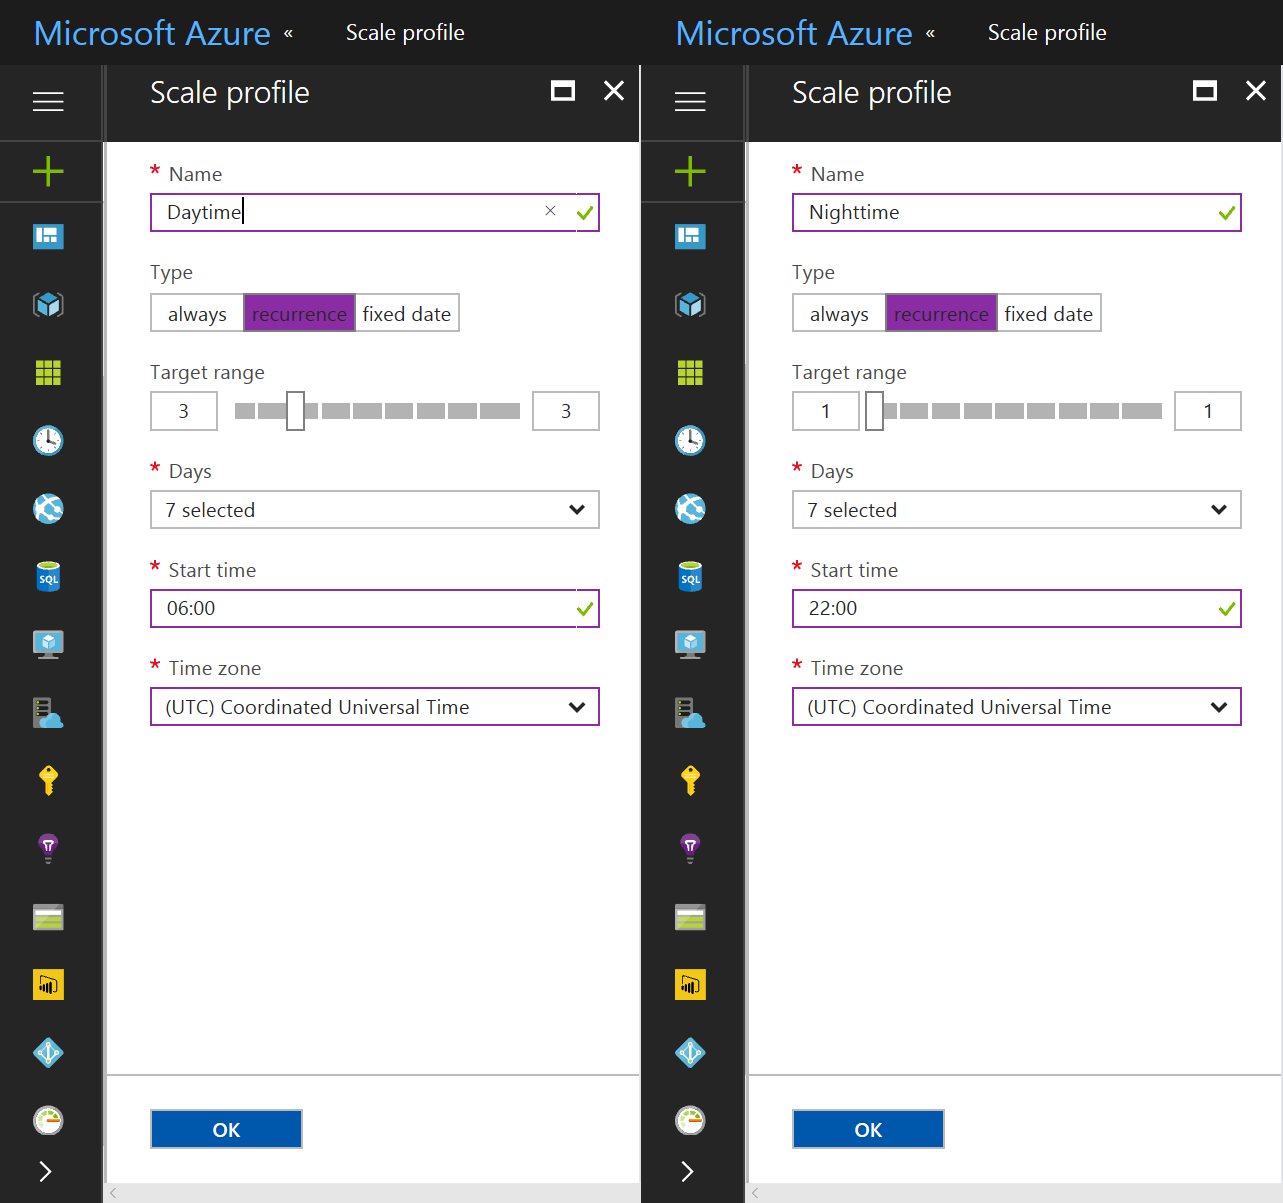 Microsoft Azure « Scale profile
Scale profile
* Name
Daytime
Type
always recurrence fixed date
Target range
3 3
* Days
7 selected
* Start time
06:00
* Time zone
(UTC) Coordinated Universal Time
SQL
OK
Microsoft Azure « Scale profile
Scale profile
* Name
Nighttime
Type
always recurrence fixed date
Target range
1 1
* Days
7 selected
* Start time
22:00
* Time zone
(UTC) Coordinated Universal Time
SQL
OK